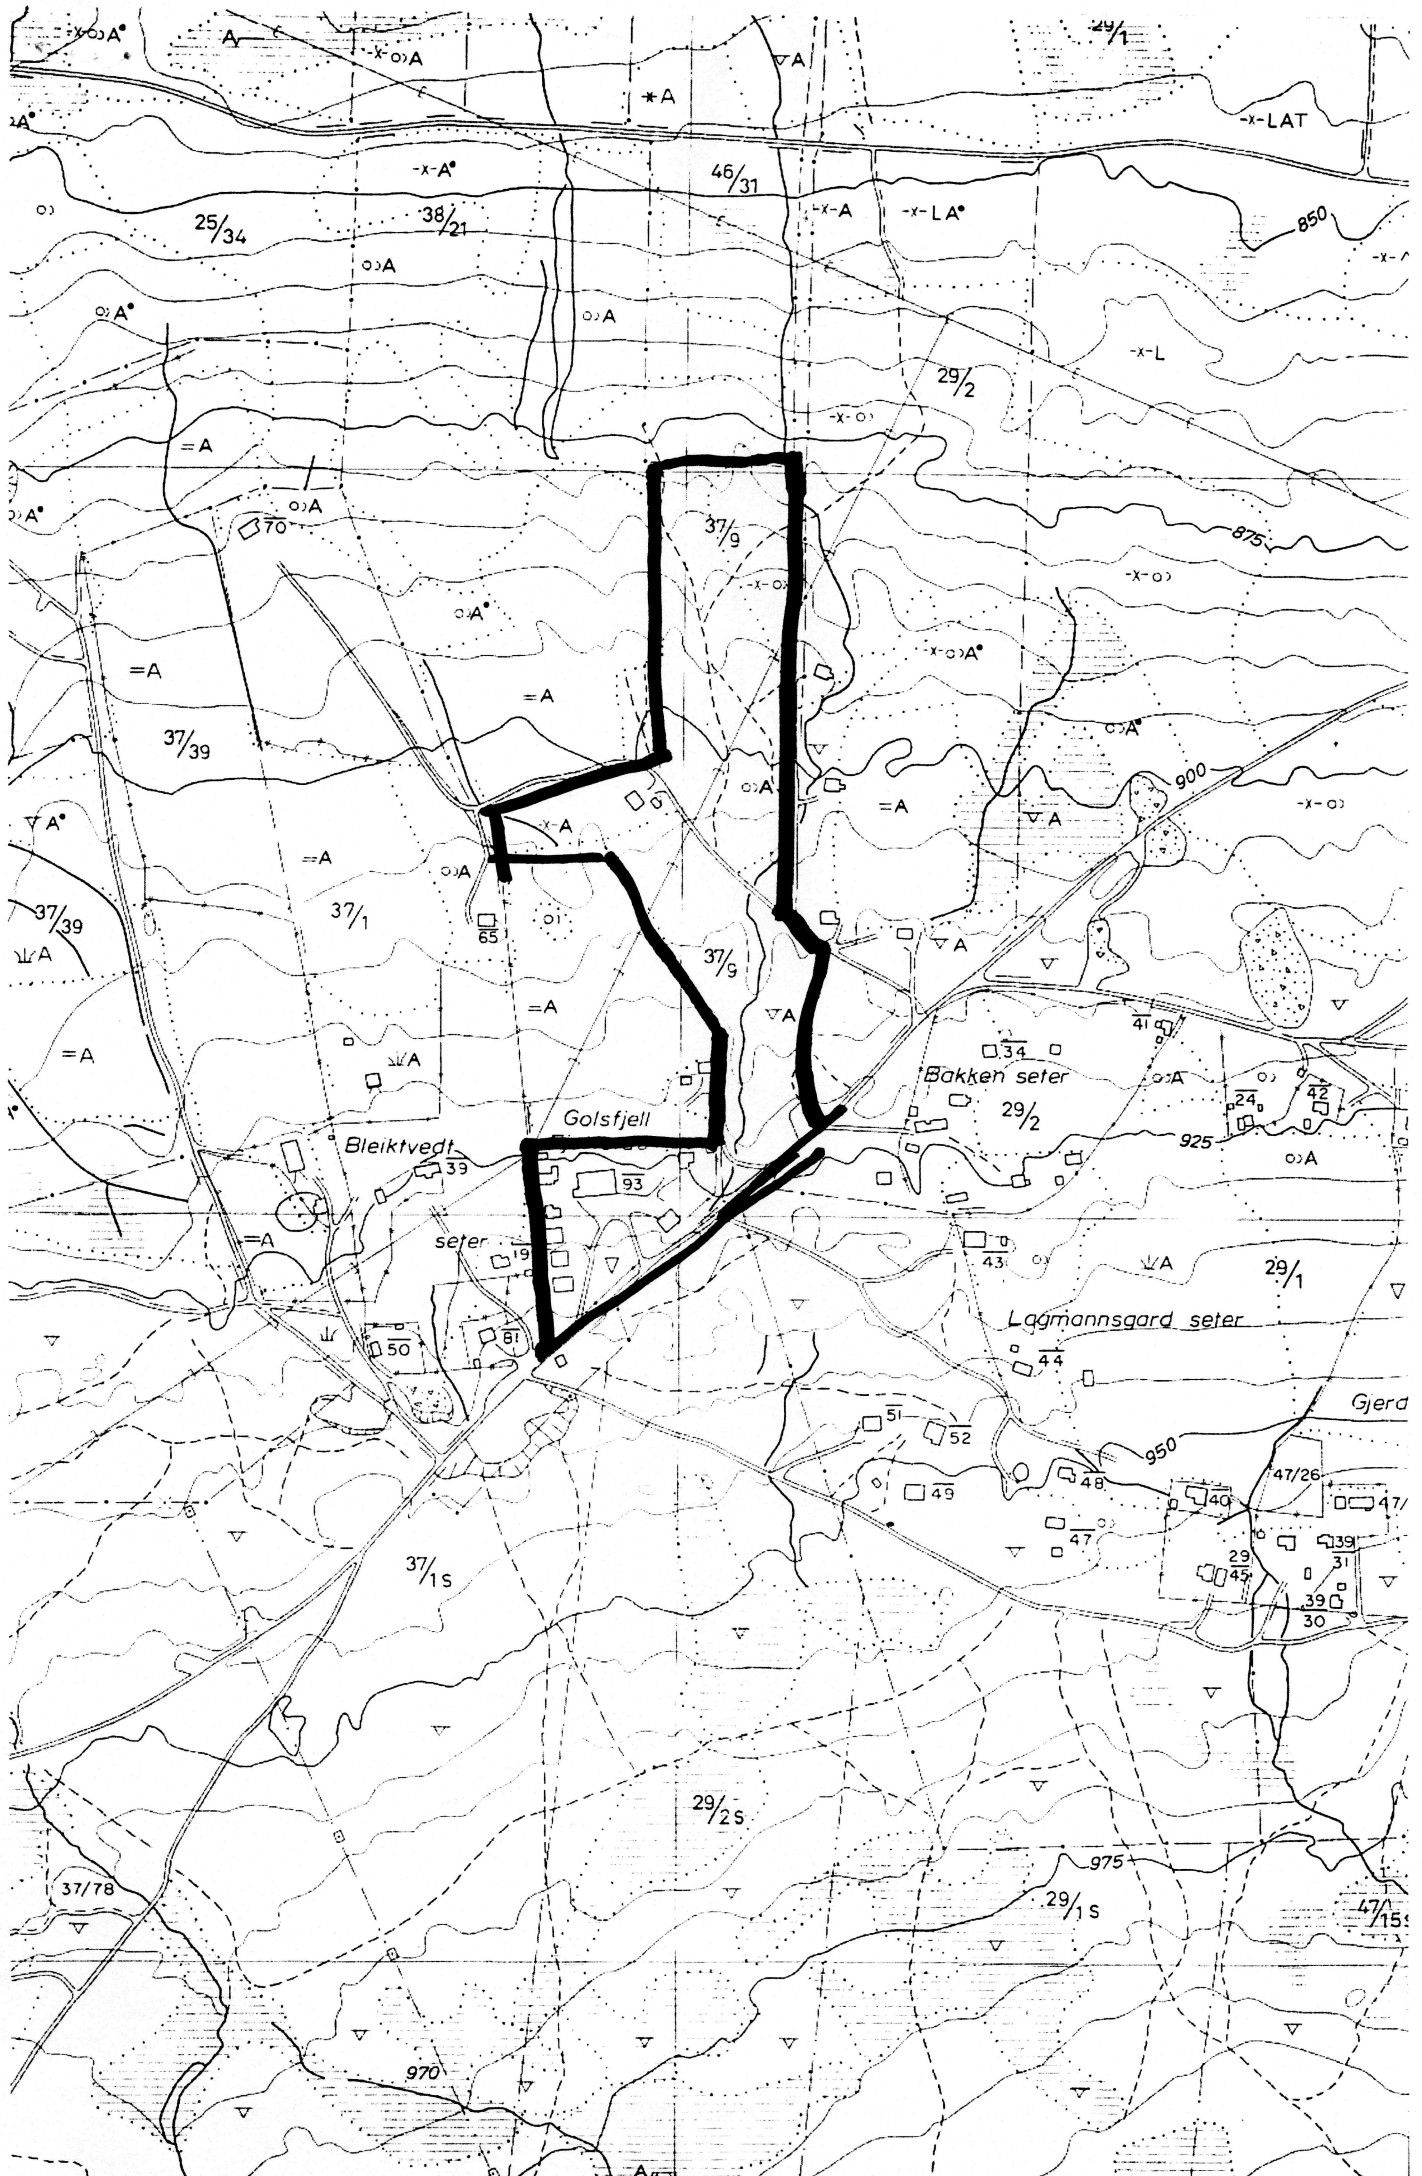 29/1
-x-o›A•
A
-x-o›A
▽A
*A
-x-LAT
-x-A•
46/31
25/34
38/21
-x-A
-x-LA•
850
o›A
o›A•
o›A
-x-L
29/2
-x-o›
=A
o›A
70
37/9
875
-x-o›
-x-o›
o›A•
-x-o›A•
=A
=A
37/39
o›A•
900
o›A
=A
▽A
-x-o›
▽A•
-x-A
=A
o›A
37/39
37/1
65
37/9
▽A
A
=A
▽A
=A
A
41
34
Bakken seter
o›A
24
42
29/2
Golsfjell
925
Bleiktvedt
39
o›A
93
=A
seter
19
43
A
29/1
Lagmannsgard seter
50
81
44
Gjerd
51
52
950
47/26
49
48
40
47/
47
39
31
29
45
37/1S
39
30
29/2S
975
37/78
29/1S
47/15S
970
A